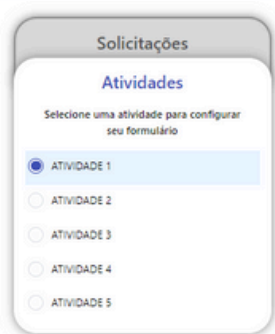 Solicitações
Atividades
Selecione uma atividade para configurar
seu formulário
ATIVIDADE 1
ATIVIDADE 2
ATIVIDADE 3
ATIVIDADE 4
ATIVIDADE 5